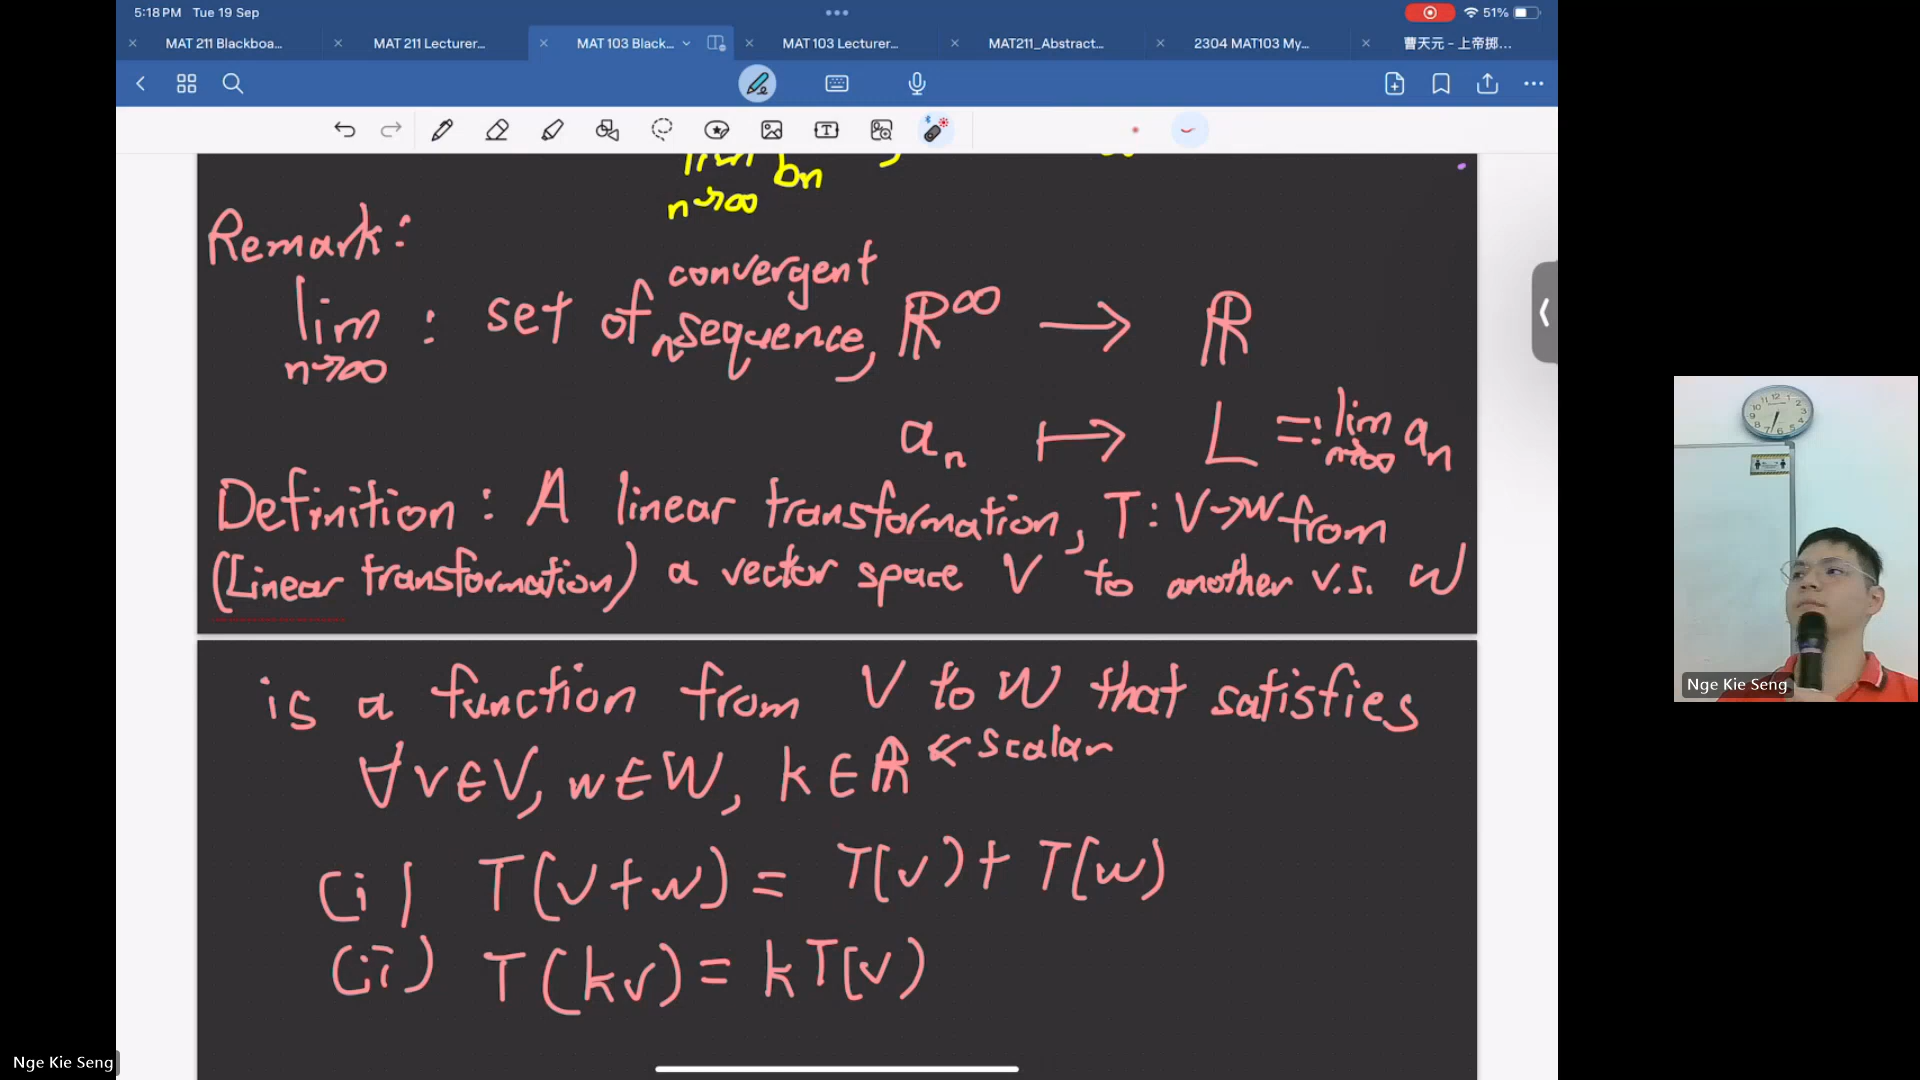 5:18 PM Tue 19 Sep
51%
MAT 211 Blackboa...
MAT 211 Lecturer...
MAT 103 Black...
MAT 103 Lecturer...
MAT211_Abstract...
2304 MAT103 My...
曹天元 - 上帝掷...
lim bn
n→∞
Remark:
lim n→∞ : set of convergent sequence, ℝ^∞ → ℝ
aₙ ↦ L =: lim n→∞ aₙ
Definition: A linear transformation, T: V→W from
(Linear transformation) a vector space V to another v.s. W
is a function from V to W that satisfies
∀v∈V, w∈W, k∈ℝ ← scalar
(i) T(v+w) = T(v) + T(w)
(ii) T(kv) = kT(v)
Nge Kie Seng
Nge Kie Seng